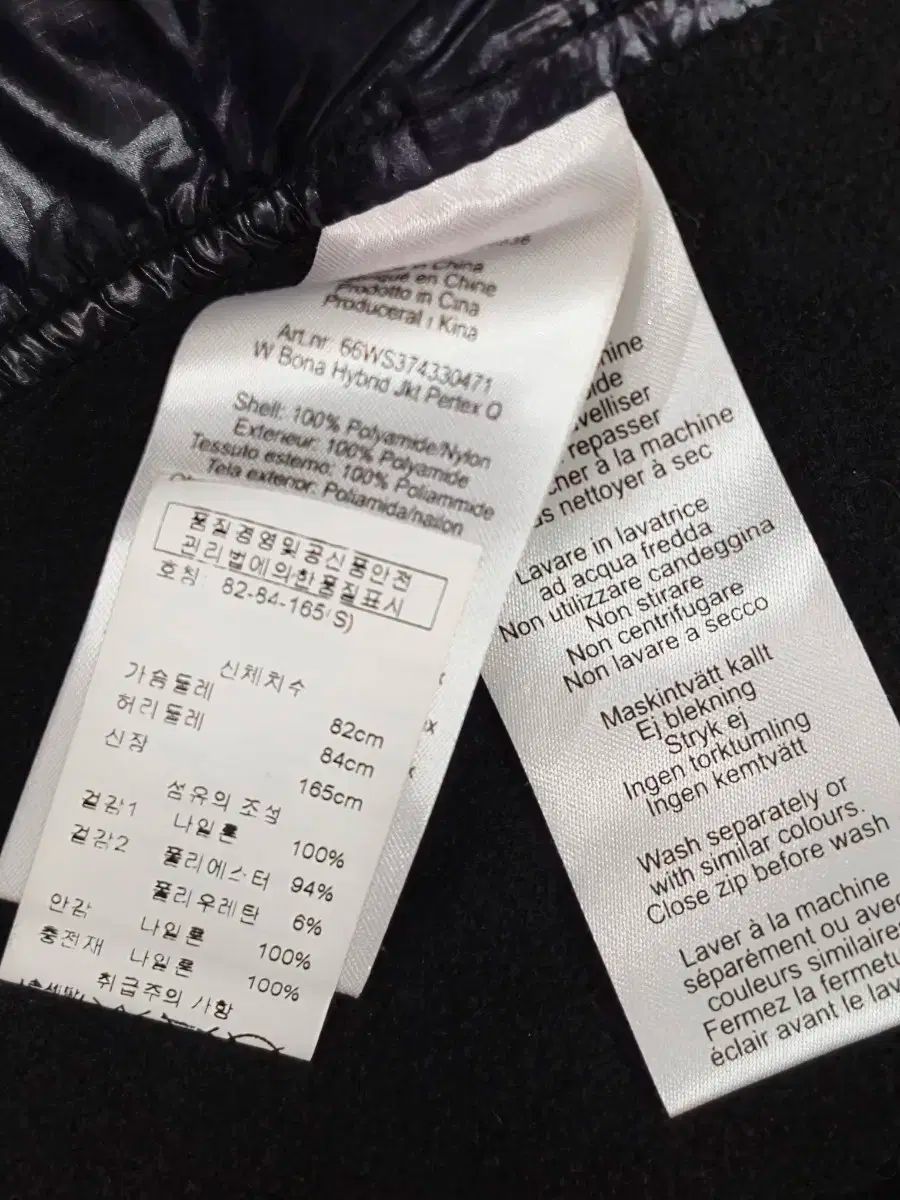 en Chine
Prodotto in Cina
Producerat i Kina
Art.nr: 66WS374330471
W Bona Hybrid Jkt Pertex Q
Shell: 100% Polyamide/Nylon
Exterieur: 100% Polyamide
Tessuto esterno: 100% Poliammide
Tela exterior: Poliamida/nailon
품질경영및공산품안전
관리법에의한품질표시
호칭: 82-84-165(S)
신체치수
가슴둘레 82cm
허리둘레 84cm
신장 165cm
섬유의 조성
겉감1 나일론 100%
겉감2 폴리에스터 94%
폴리우레탄 6%
안감 나일론 100%
충전재 나일론 100%
취급주의 사항
repasser
à la machine
nettoyer à sec
Lavare in lavatrice
ad acqua fredda
Non utilizzare candeggina
Non stirare
Non centrifugare
Non lavare a secco
Maskintvätt kallt
Ej blekning
Stryk ej
Ingen torktumling
Ingen kemtvätt
Wash separately or
with similar colours.
Close zip before wash
Laver à la machine
séparèment ou avec
couleurs similaires
Fermez la
éclair avant le